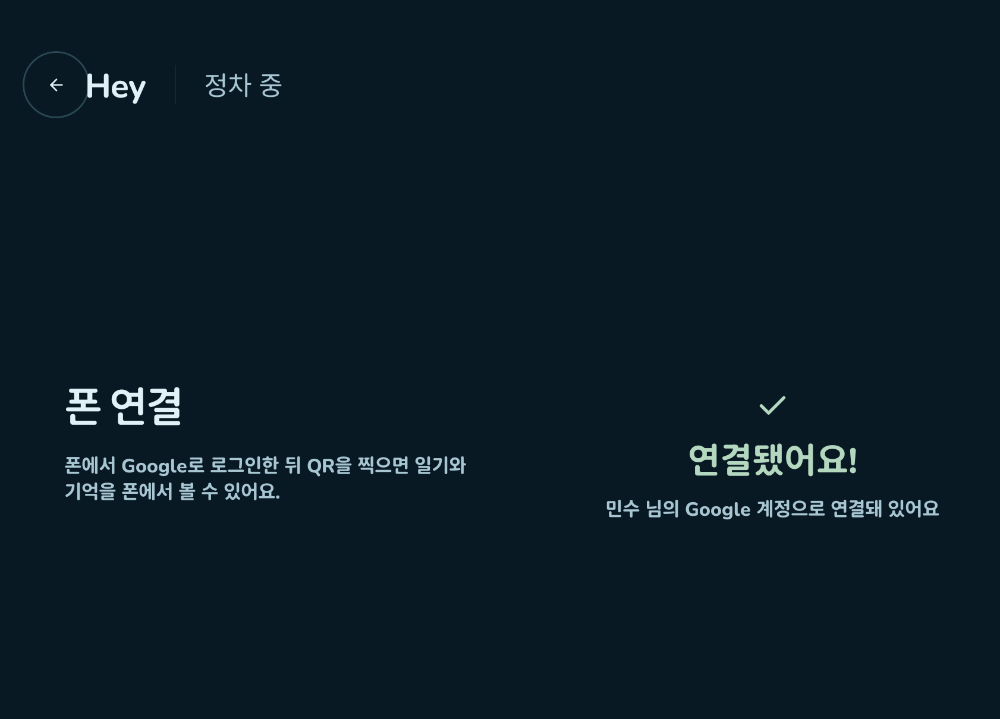 Hey
정차 중
폰 연결
폰에서 Google로 로그인한 뒤 QR을 찍으면 일기와
기억을 폰에서 볼 수 있어요.
연결됐어요!
민수 님의 Google 계정으로 연결돼 있어요